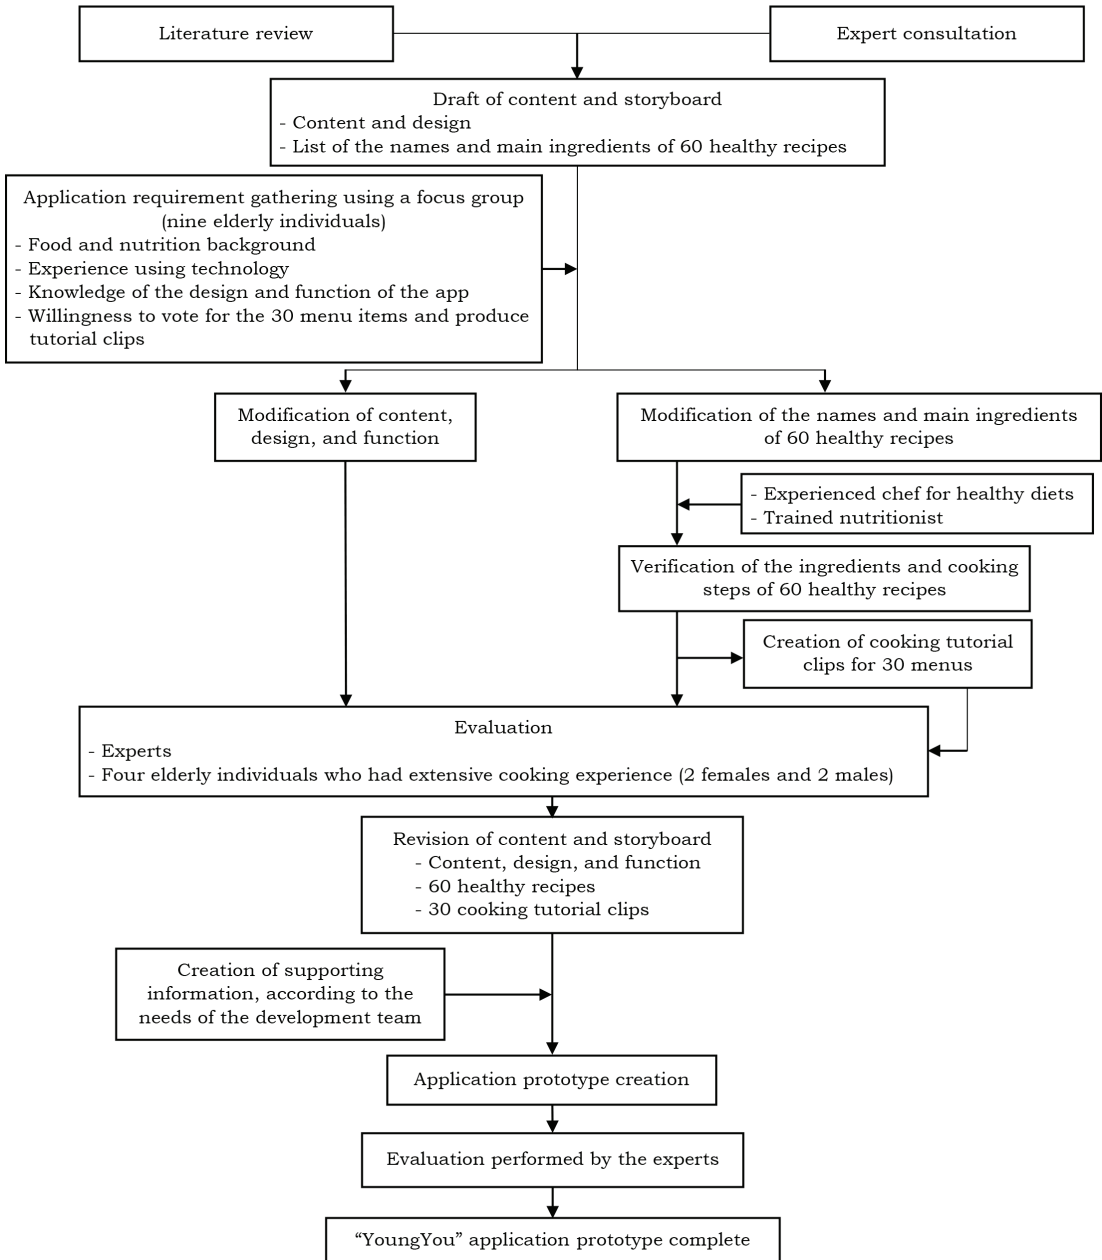 Literature review
Expert consultation
Draft of content and storyboard
- Content and design
- List of the names and main ingredients of 60 healthy recipes
Application requirement gathering using a focus group
(nine elderly individuals)
- Food and nutrition background
- Experience using technology
- Knowledge of the design and function of the app
- Willingness to vote for the 30 menu items and produce
tutorial clips
Modification of content,
design, and function
Modification of the names and main ingredients
of 60 healthy recipes
- Experienced chef for healthy diets
- Trained nutritionist
Verification of the ingredients and cooking
steps of 60 healthy recipes
Creation of cooking tutorial
clips for 30 menus
Evaluation
- Experts
- Four elderly individuals who had extensive cooking experience (2 females and 2 males)
Revision of content and storyboard
- Content, design, and function
- 60 healthy recipes
- 30 cooking tutorial clips
Creation of supporting
information, according to the
needs of the development team
Application prototype creation
Evaluation performed by the experts
“YoungYou” application prototype complete